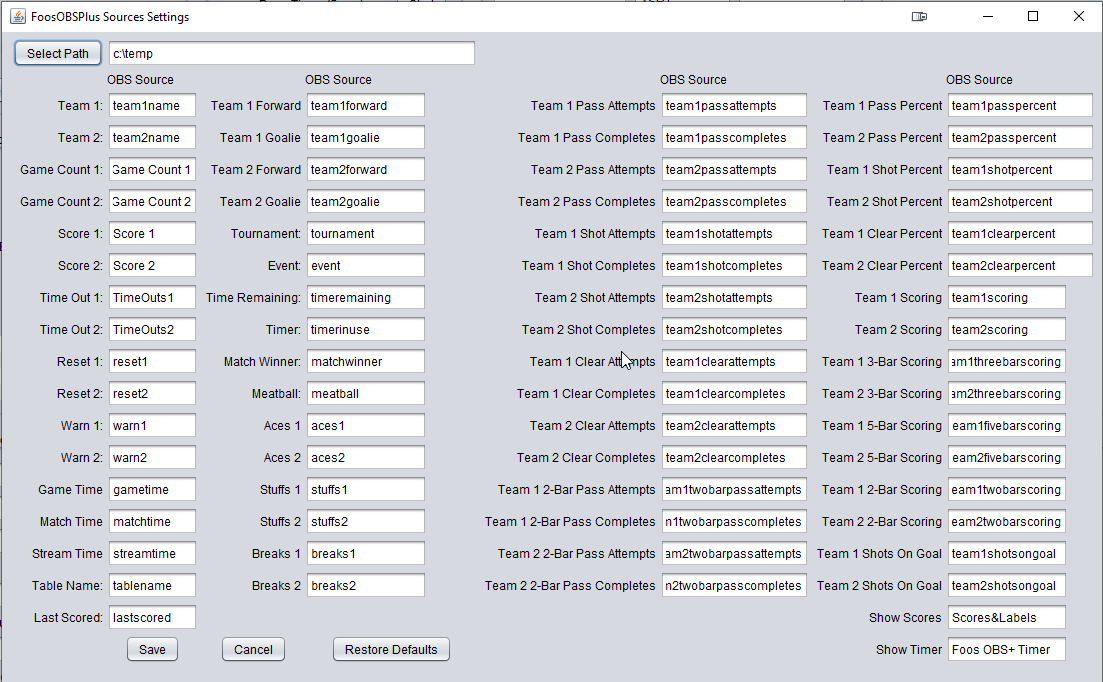 FoosOBSPlus Sources Settings
Select Path c:\temp
OBS Source OBS Source OBS Source OBS Source
Team 1: team1name Team 1 Forward team1forward Team 1 Pass Attempts team1passattempts Team 1 Pass Percent team1passpercent
Team 2: team2name Team 1 Goalie team1goalie Team 1 Pass Completes team1passcompletes Team 2 Pass Percent team2passpercent
Game Count 1: Game Count 1 Team 2 Forward team2forward Team 2 Pass Attempts team2passattempts Team 1 Shot Percent team1shotpercent
Game Count 2: Game Count 2 Team 2 Goalie team2goalie Team 2 Pass Completes team2passcompletes Team 2 Shot Percent team2shotpercent
Score 1: Score 1 Tournament: tournament Team 1 Shot Attempts team1shotattempts Team 1 Clear Percent team1clearpercent
Score 2: Score 2 Event: event Team 1 Shot Completes team1shotcompletes Team 2 Clear Percent team2clearpercent
Time Out 1: TimeOuts1 Time Remaining: timeremaining Team 2 Shot Attempts team2shotattempts Team 1 Scoring team1scoring
Time Out 2: TimeOuts2 Timer: timerinuse Team 2 Shot Completes team2shotcompletes Team 2 Scoring team2scoring
Reset 1: reset1 Match Winner: matchwinner Team 1 Clear Attempts team1clearattempts Team 1 3-Bar Scoring am1threebarscoring
Reset 2: reset2 Meatball: meatball Team 1 Clear Completes team1clearcompletes Team 2 3-Bar Scoring am2threebarscoring
Warn 1: warn1 Aces 1 aces1 Team 2 Clear Attempts team2clearattempts Team 1 5-Bar Scoring eam1fivebarscoring
Warn 2: warn2 Aces 2 aces2 Team 2 Clear Completes team2clearcompletes Team 2 5-Bar Scoring eam2fivebarscoring
Game Time gametime Stuffs 1 stuffs1 Team 1 2-Bar Pass Attempts am1twobarpassattempts Team 1 2-Bar Scoring eam1twobarscoring
Match Time matchtime Stuffs 2 stuffs2 Team 1 2-Bar Pass Completes n1twobarpasscompletes Team 2 2-Bar Scoring eam2twobarscoring
Stream Time streamtime Breaks 1 breaks1 Team 2 2-Bar Pass Attempts am2twobarpassattempts Team 1 Shots On Goal team1shotsongoal
Table Name: tablename Breaks 2 breaks2 Team 2 2-Bar Pass Completes n2twobarpasscompletes Team 2 Shots On Goal team2shotsongoal
Last Scored: lastscored Show Scores Scores&Labels
Save Cancel Restore Defaults Show Timer Foos OBS+ Timer